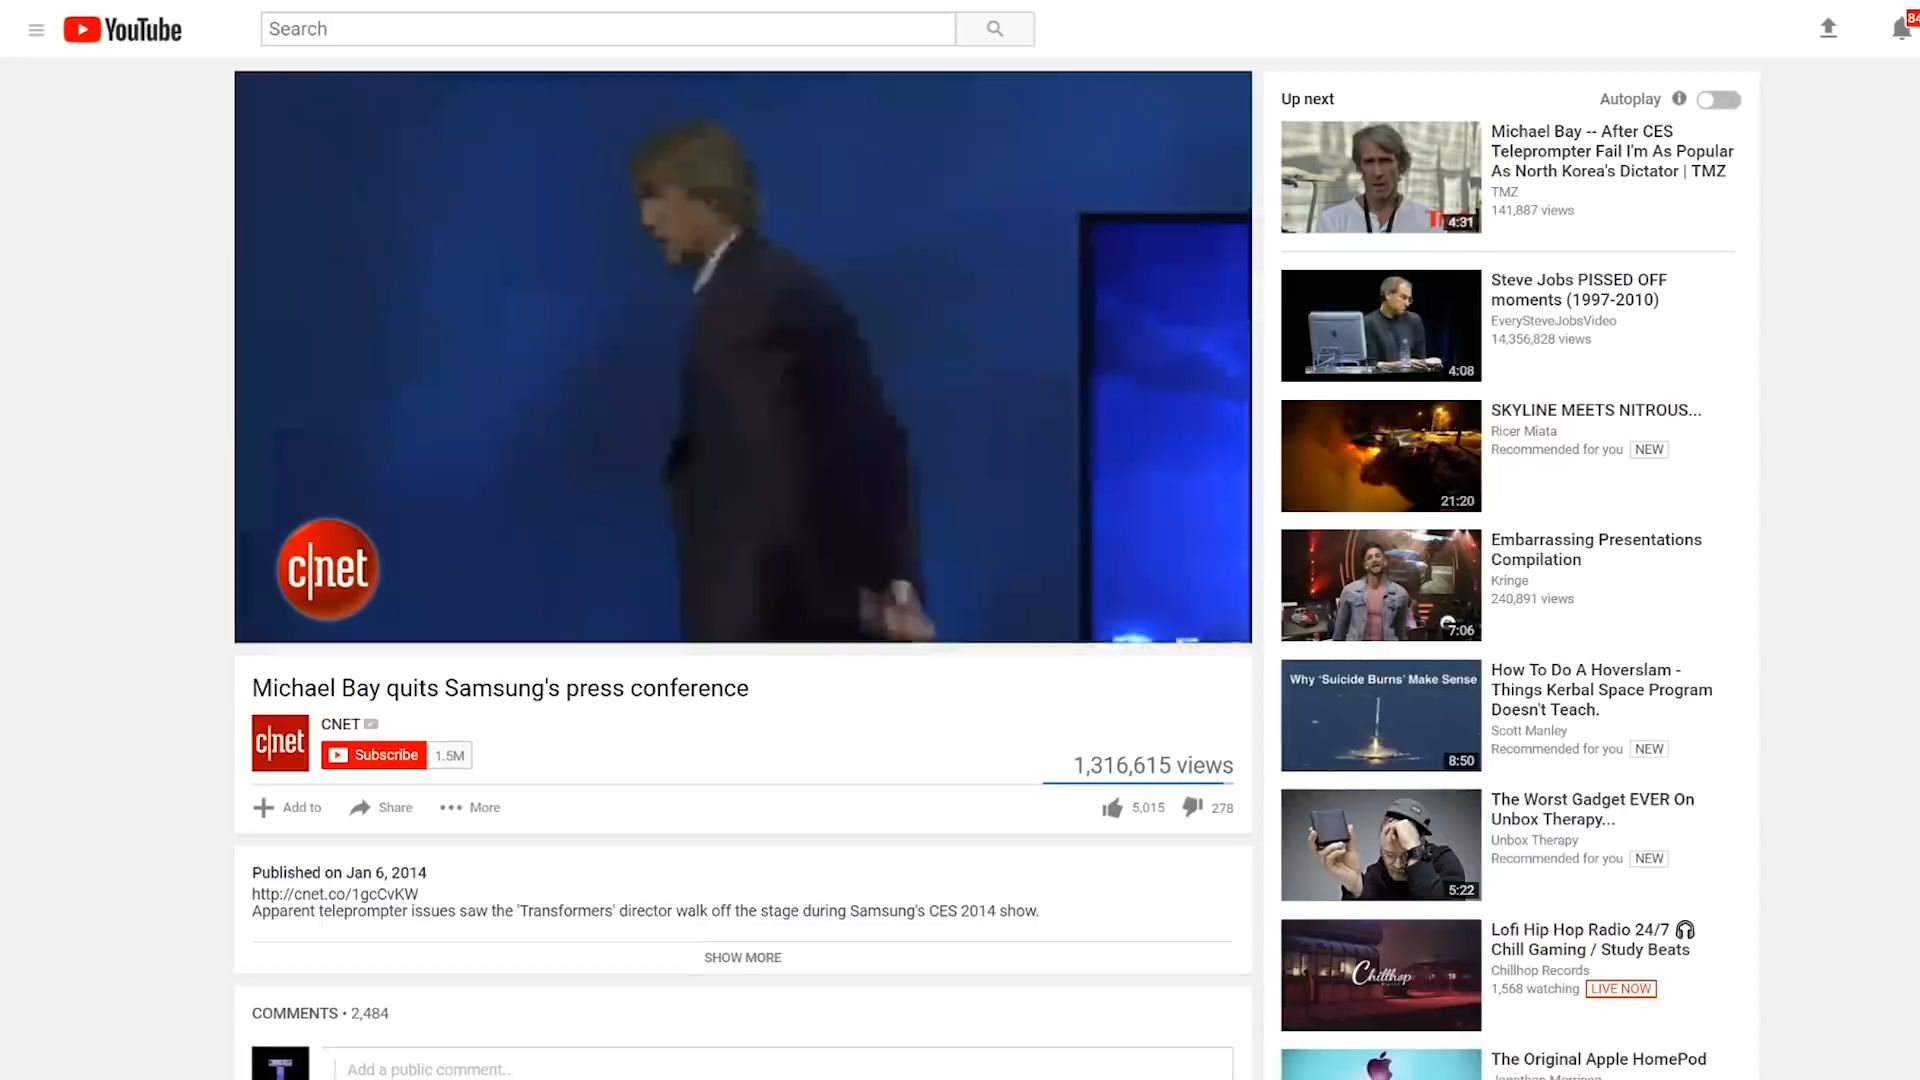 YouTube
Search
84
c|net
Michael Bay quits Samsung's press conference
c|net
CNET
Subscribe 1.5M
1,316,615 views
Add to Share More
5,015 278
Published on Jan 6, 2014
http://cnet.co/1gcCvKW
Apparent teleprompter issues saw the 'Transformers' director walk off the stage during Samsung's CES 2014 show.
SHOW MORE
COMMENTS • 2,484
T
Add a public comment...
Up next
Autoplay
4:31
Michael Bay -- After CES
Teleprompter Fail I'm As Popular
As North Korea's Dictator | TMZ
TMZ
141,887 views
4:08
Steve Jobs PISSED OFF
moments (1997-2010)
EverySteveJobsVideo
14,356,828 views
21:20
SKYLINE MEETS NITROUS...
Ricer Miata
Recommended for you NEW
7:06
Embarrassing Presentations
Compilation
Kringe
240,891 views
Why 'Suicide Burns' Make Sense
8:50
How To Do A Hoverslam -
Things Kerbal Space Program
Doesn't Teach.
Scott Manley
Recommended for you NEW
5:22
The Worst Gadget EVER On
Unbox Therapy...
Unbox Therapy
Recommended for you NEW
Chillhop
Lofi Hip Hop Radio 24/7 🎧
Chill Gaming / Study Beats
Chillhop Records
1,568 watching LIVE NOW
The Original Apple HomePod